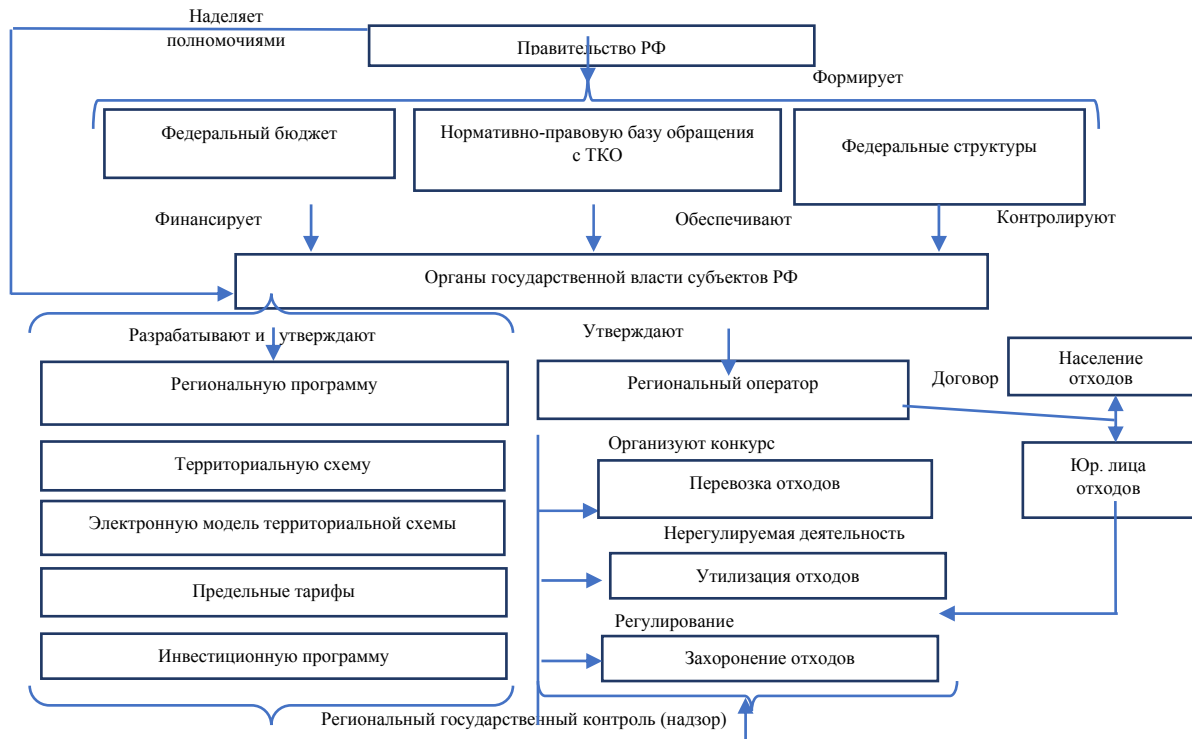 Наделяет
полномочиями
Правительство РФ
Формирует
Федеральный бюджет
Нормативно-правовую базу обращения
с ТКО
Федеральные структуры
Финансирует
Обеспечивают
Контролируют
Органы государственной власти субъектов РФ
Разрабатывают и утверждают
Утверждают
Региональную программу
Региональный оператор
Договор
Население
отходов
Территориальную схему
Организуют конкурс
Перевозка отходов
Юр. лица
отходов
Электронную модель территориальной схемы
Нерегулируемая деятельность
Утилизация отходов
Предельные тарифы
Регулирование
Инвестиционную программу
Захоронение отходов
Региональный государственный контроль (надзор)